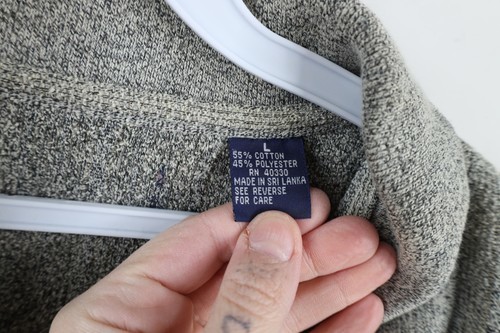 L
55% COTTON
45% POLYESTER
RN 40330
MADE IN SRI LANKA
SEE REVERSE
FOR CARE